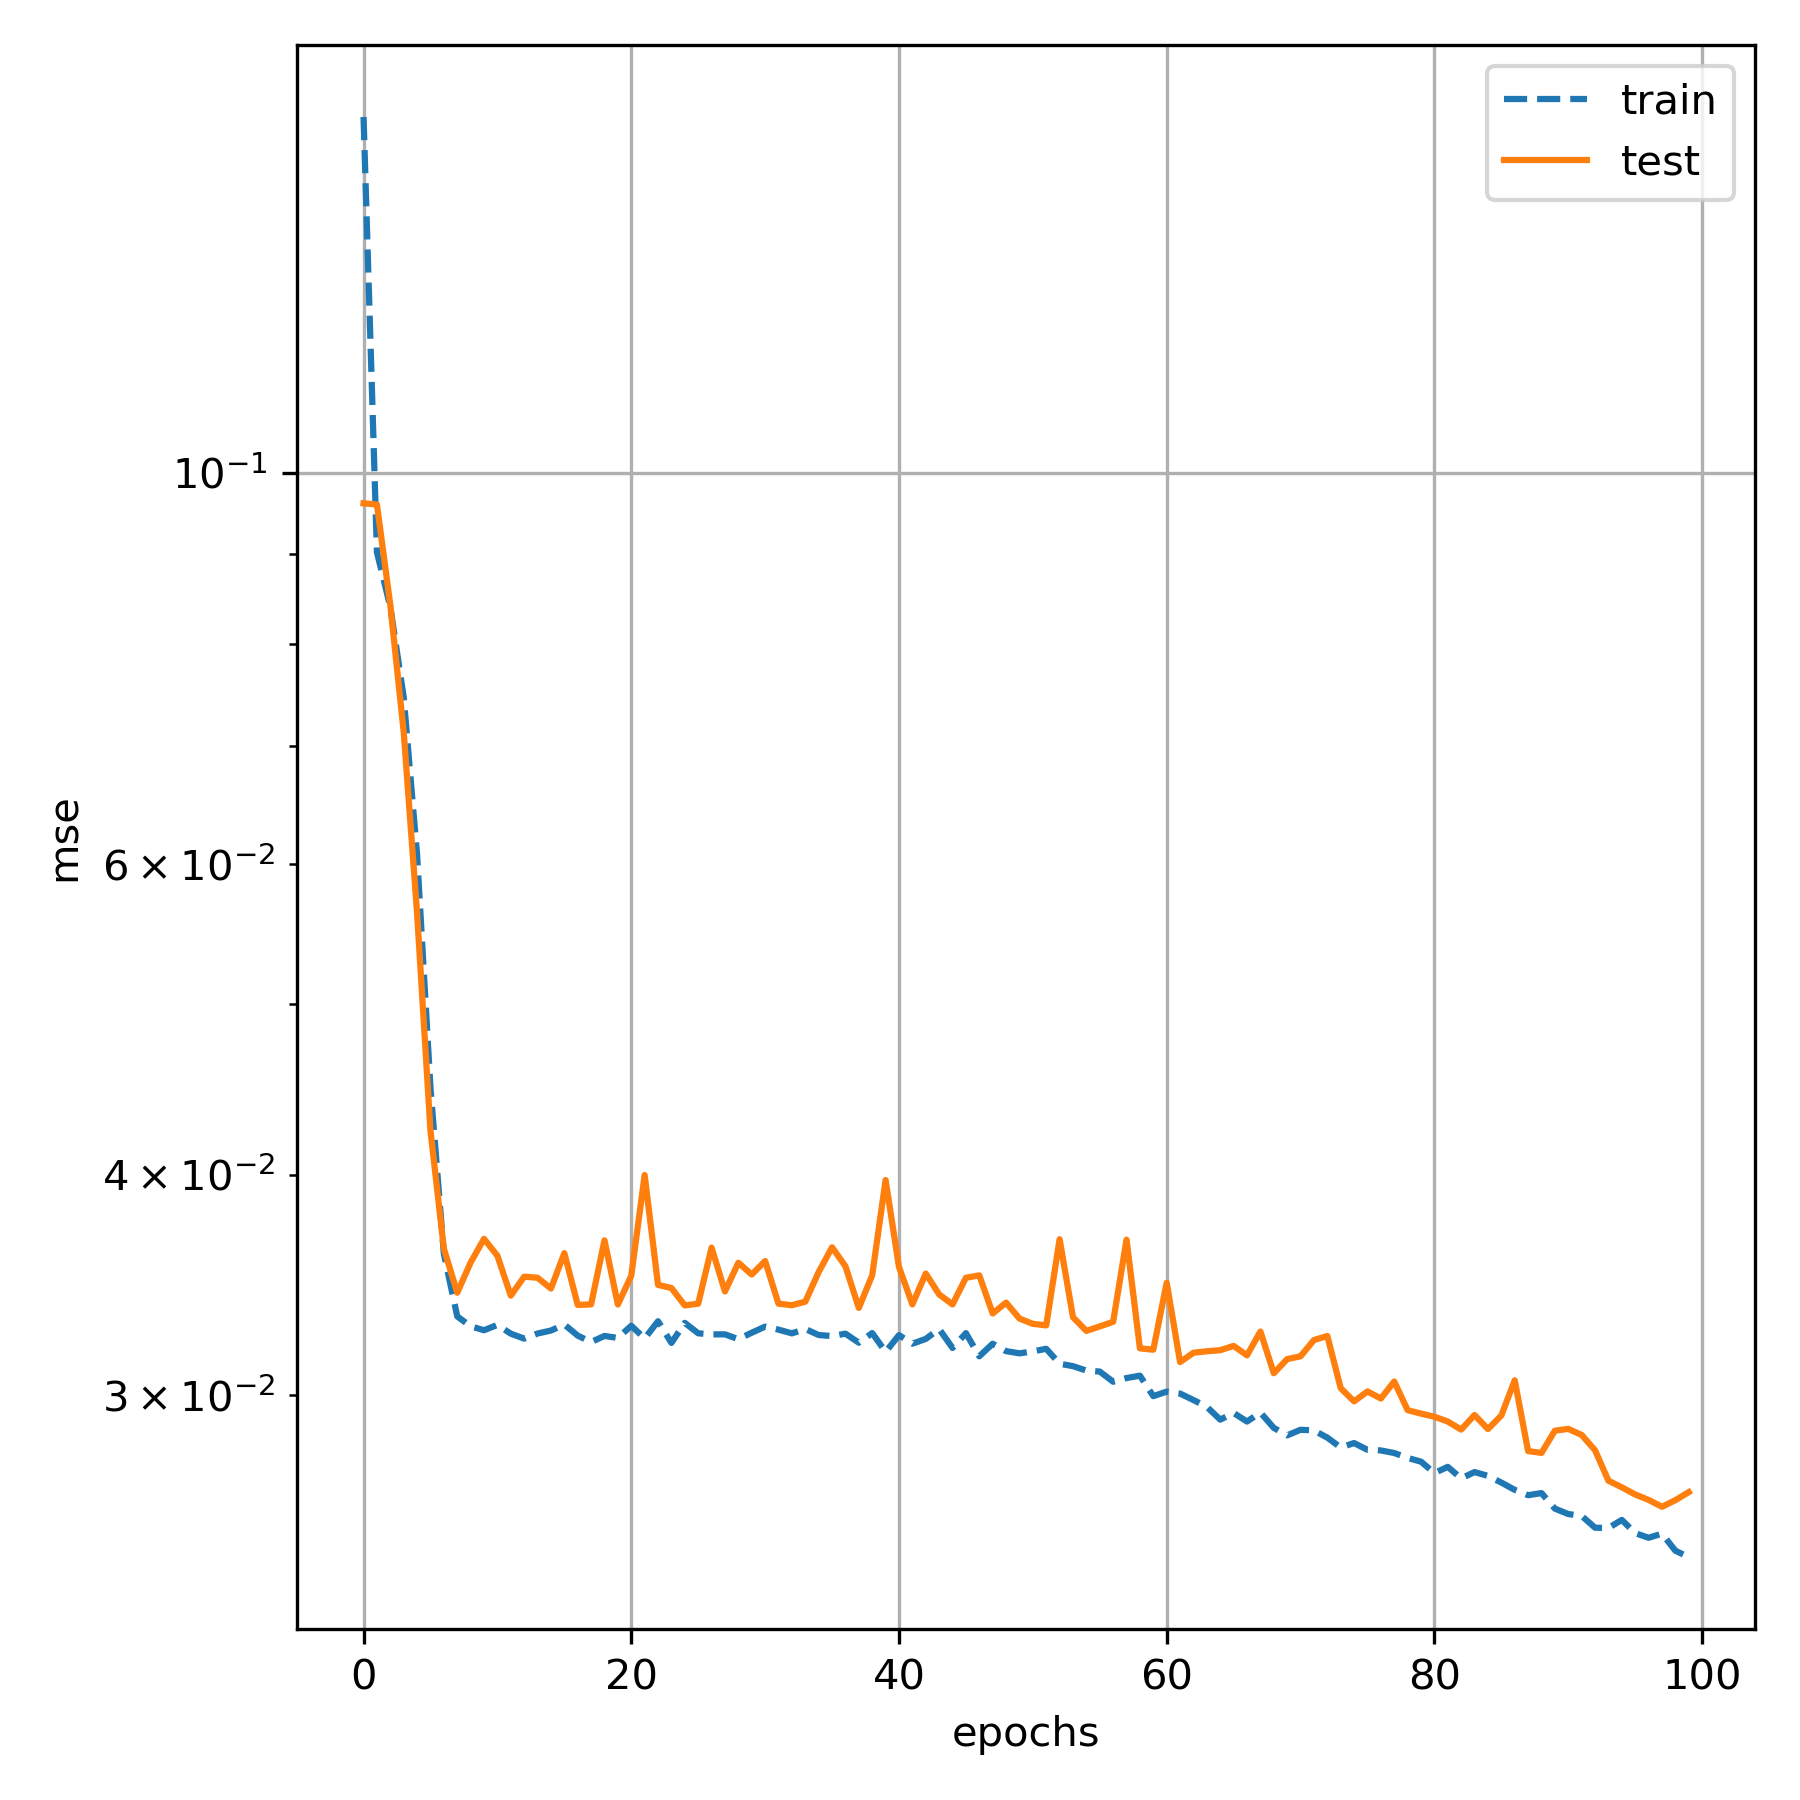 train
test
10⁻¹
6 × 10⁻²
4 × 10⁻²
3 × 10⁻²
mse
0 20 40 60 80 100
epochs